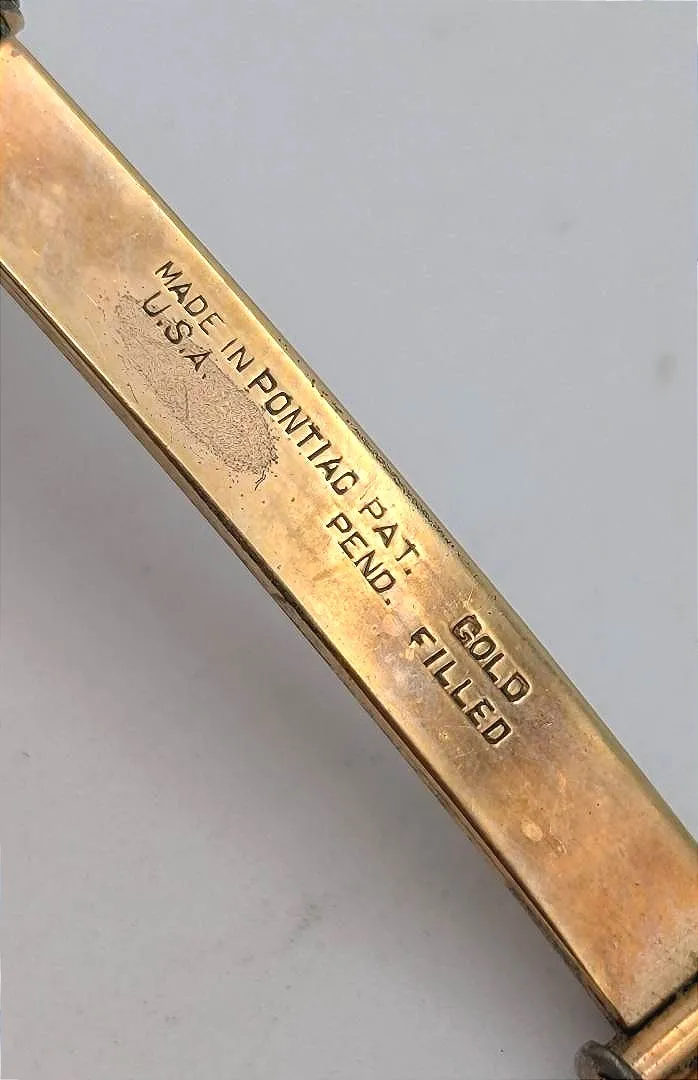 MADE IN
U.S.A.
PONTIAC
PAT.
PEND.
GOLD
FILLED